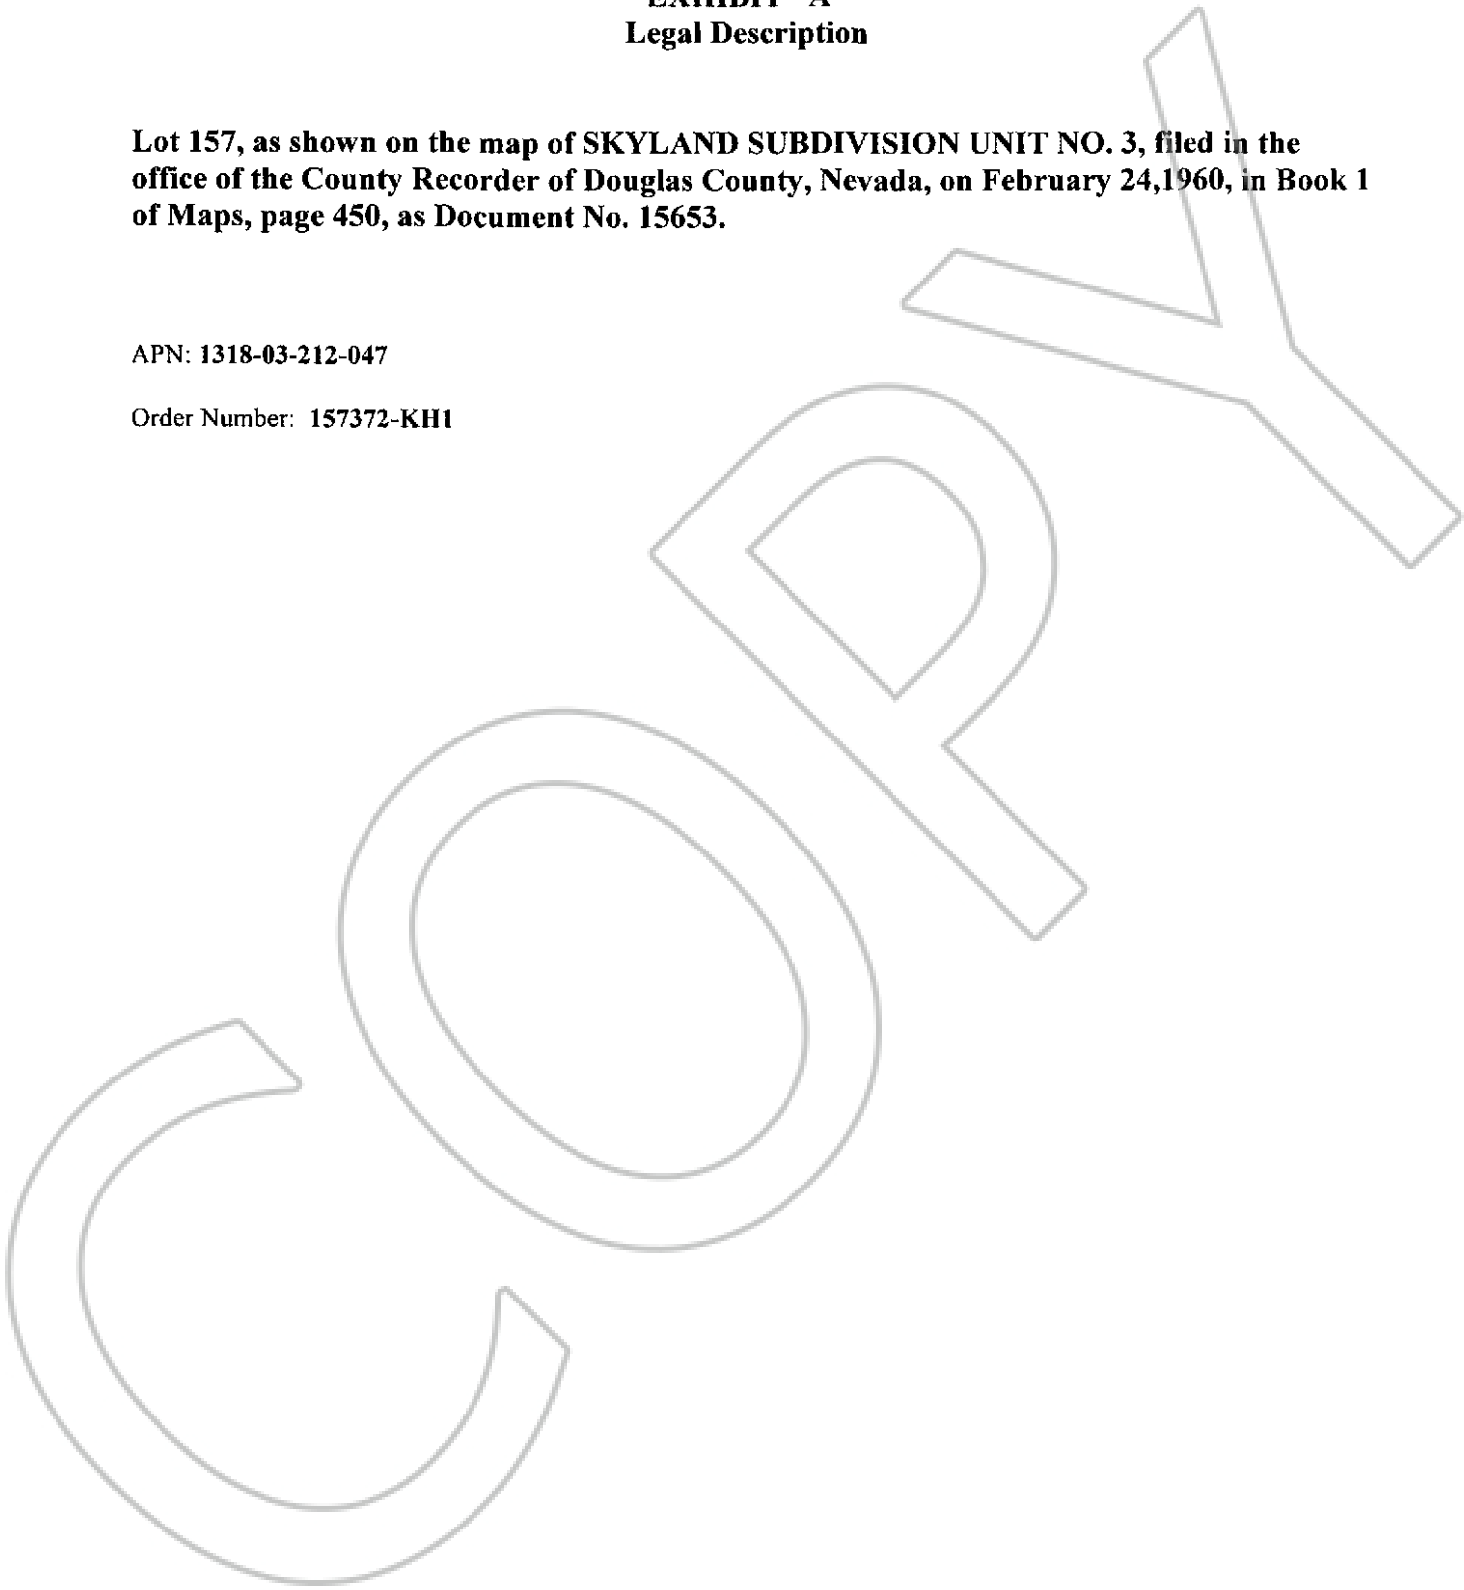 EXHIBIT "A"
Legal Description
Lot 157, as shown on the map of SKYLAND SUBDIVISION UNIT NO. 3, filed in the
office of the County Recorder of Douglas County, Nevada, on February 24,1960, in Book 1
of Maps, page 450, as Document No. 15653.
APN: 1318-03-212-047
Order Number: 157372-KH1
COPY